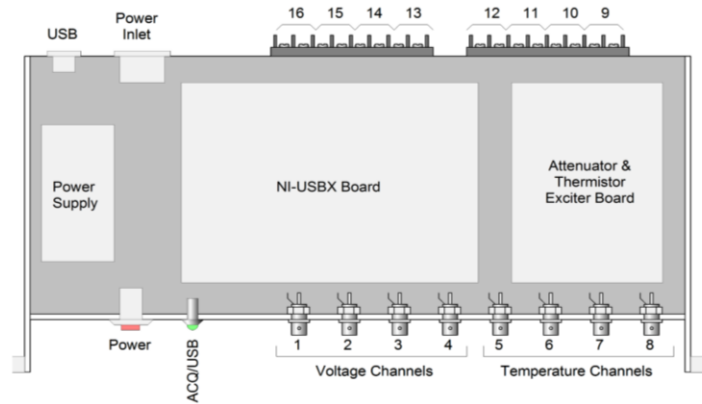 USB
Power
Inlet
16 15 14 13
12 11 10 9
Power
Supply
NI-USBX Board
Attenuator &
Thermistor
Exciter Board
Power
ACQ/USB
1 2 3 4
5 6 7 8
Voltage Channels
Temperature Channels